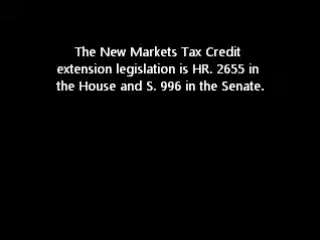 The New Markets Tax Credit
extension legislation is HR. 2655 in
the House and S. 996 in the Senate.